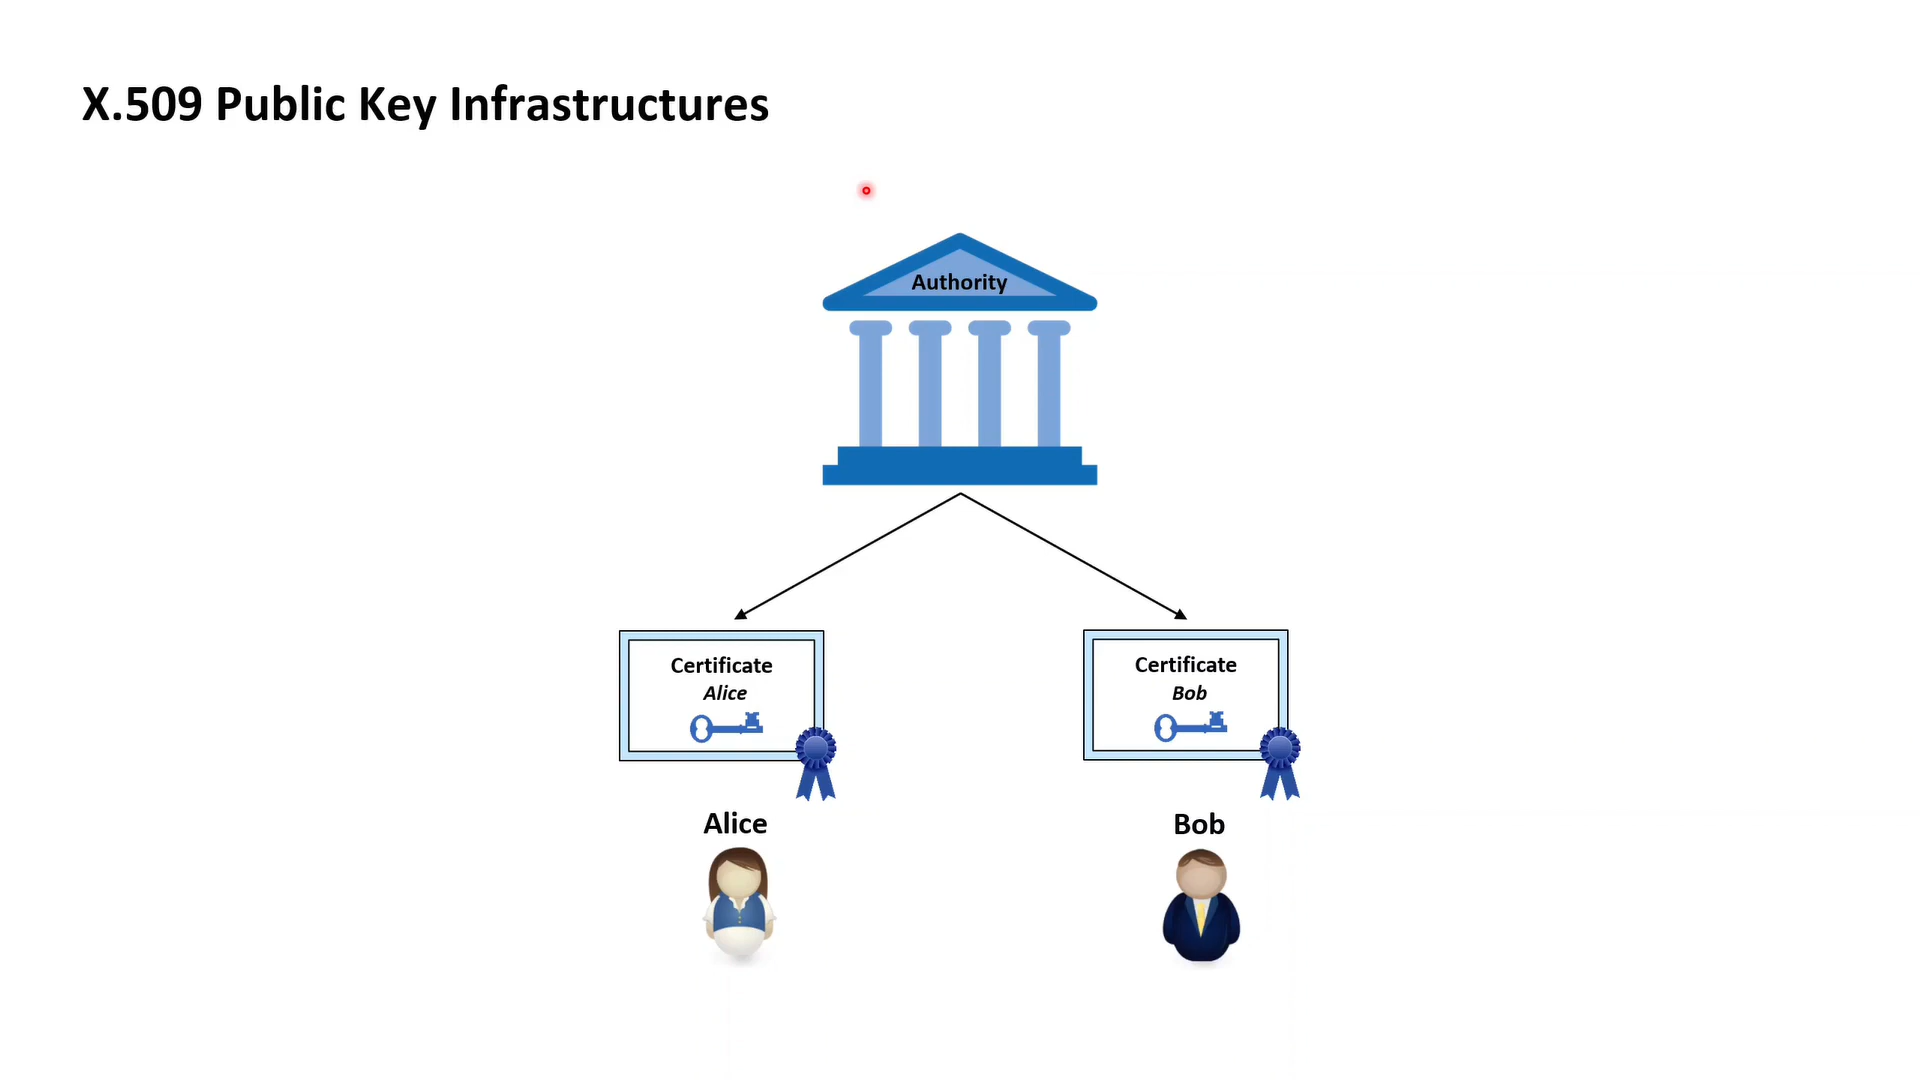 X.509 Public Key Infrastructures
Authority
Certificate
Alice
Certificate
Bob
Alice
Bob